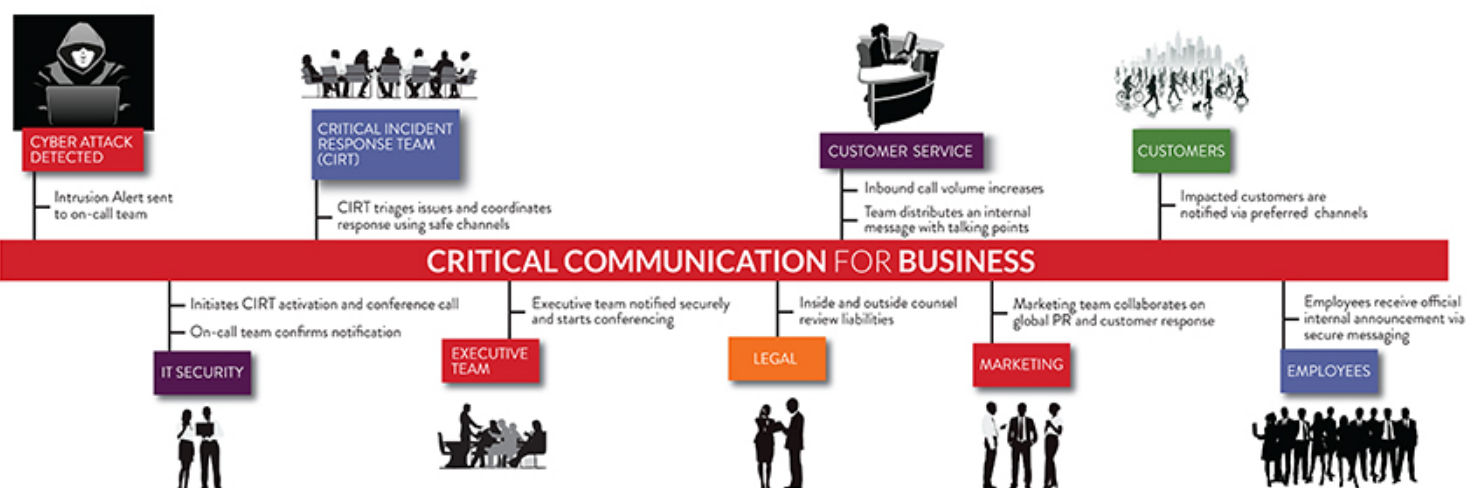 CYBER ATTACK
DETECTED
Intrusion Alert sent
to on-call team
CRITICAL INCIDENT
RESPONSE TEAM
(CIRT)
CIRT triages issues and coordinates
response using safe channels
CUSTOMER SERVICE
Inbound call volume increases
Team distributes an internal
message with talking points
CUSTOMERS
Impacted customers are
notified via preferred channels
CRITICAL COMMUNICATION FOR BUSINESS
Initiates CIRT activation and conference call
On-call team confirms notification
IT SECURITY
Executive team notified securely
and starts conferencing
EXECUTIVE
TEAM
Inside and outside counsel
review liabilities
LEGAL
Marketing team collaborates on
global PR and customer response
MARKETING
Employees receive official
internal announcement via
secure messaging
EMPLOYEES